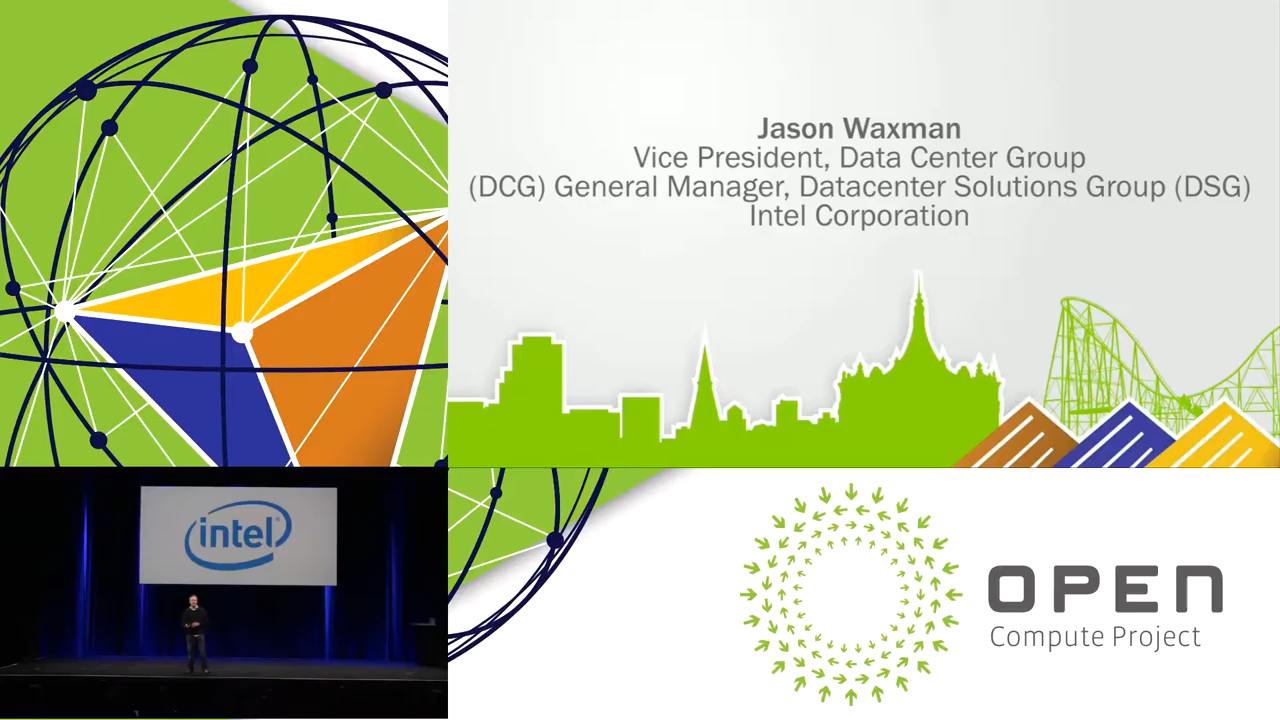 Jason Waxman
Vice President, Data Center Group
(DCG) General Manager, Datacenter Solutions Group (DSG)
Intel Corporation
intel
OPEN
Compute Project